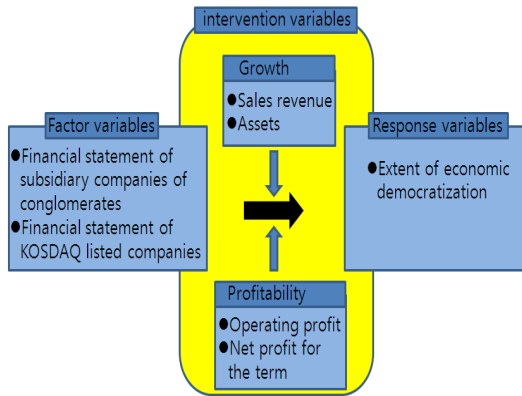 intervention variables
Growth
●Sales revenue
●Assets
Factor variables
●Financial statement of
subsidiary companies of
conglomerates
●Financial statement of
KOSDAQ listed companies
Response variables
●Extent of economic
democratization
Profitability
●Operating profit
●Net profit for
the term